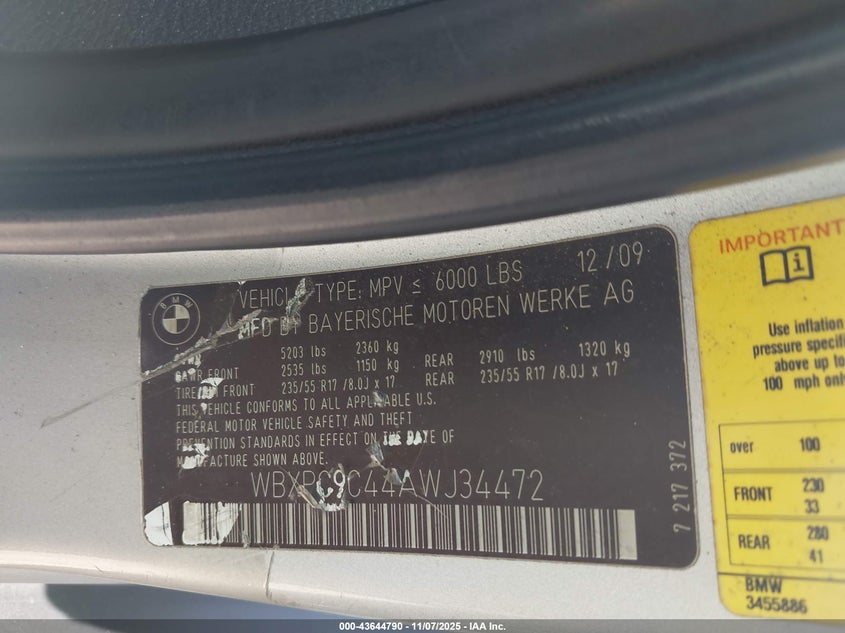 BMW
VEHICLE TYPE: MPV ≤ 6000 LBS 12/09
MFD BY BAYERISCHE MOTOREN WERKE AG
5203 lbs 2360 kg
GAWR FRONT 2535 lbs 1150 kg REAR 2910 lbs 1320 kg
TIRE/RIM FRONT 235/55 R17 /8.0J x 17 REAR 235/55 R17 /8.0J x 17
THIS VEHICLE CONFORMS TO ALL APPLICABLE U.S.
FEDERAL MOTOR VEHICLE SAFETY AND THEFT
PREVENTION STANDARDS IN EFFECT ON THE DATE OF
MANUFACTURE SHOWN ABOVE.
WBXPC9C44AWJ34472
7 217 372
IMPORTANT
i
Use inflation
pressure specifi
above up to
100 mph only
over 100
FRONT 230
33
REAR 280
41
BMW
3455886
000-43644790 - 11/07/2025 - IAA Inc.